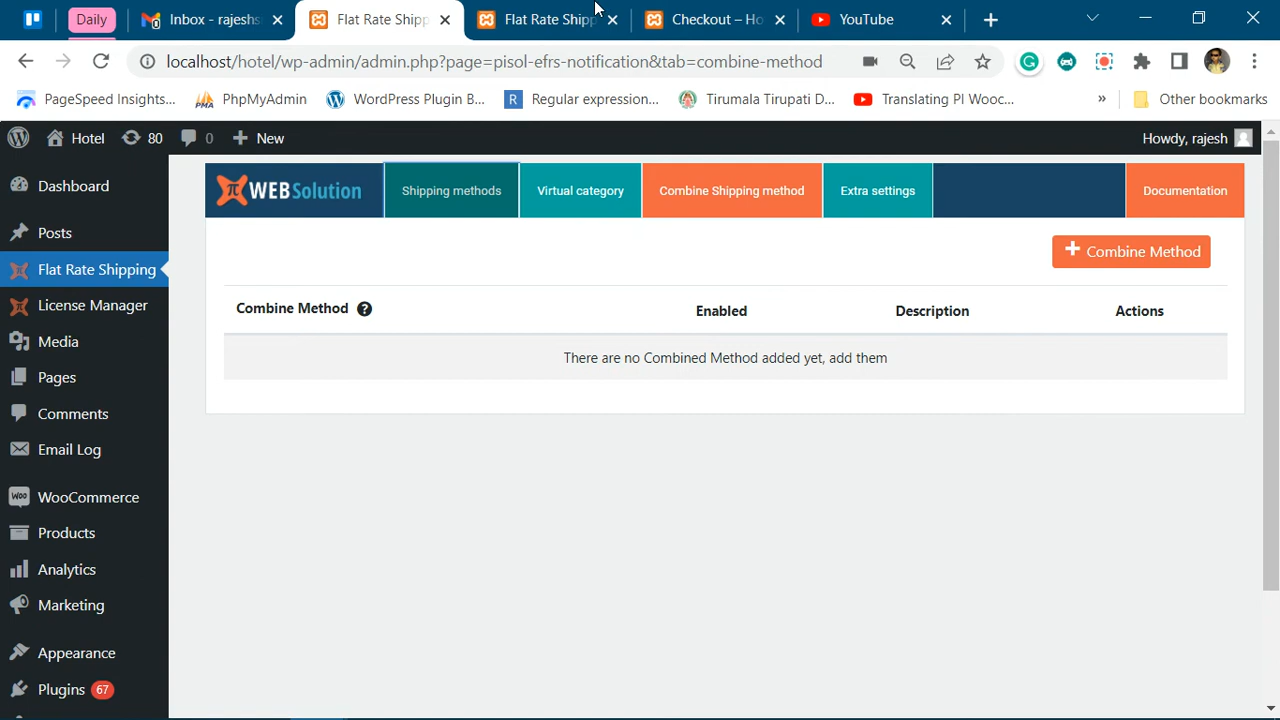 Daily
Inbox - rajeshs
Flat Rate Shipp
Flat Rate Shipp
Checkout – Ho
YouTube
localhost/hotel/wp-admin/admin.php?page=pisol-efrs-notification&tab=combine-method
PageSpeed Insights...
PMA
PhpMyAdmin
WordPress Plugin B...
R
Regular expression...
Tirumala Tirupati D...
Translating PI Wooc...
»
Other bookmarks
Hotel
80
0
New
Howdy, rajesh
Dashboard
Posts
Flat Rate Shipping
License Manager
Media
Pages
Comments
Email Log
Woo
WooCommerce
Products
Analytics
Marketing
Appearance
Plugins 67
π WEBSolution
Shipping methods
Virtual category
Combine Shipping method
Extra settings
Documentation
+ Combine Method
Combine Method ?
Enabled
Description
Actions
There are no Combined Method added yet, add them